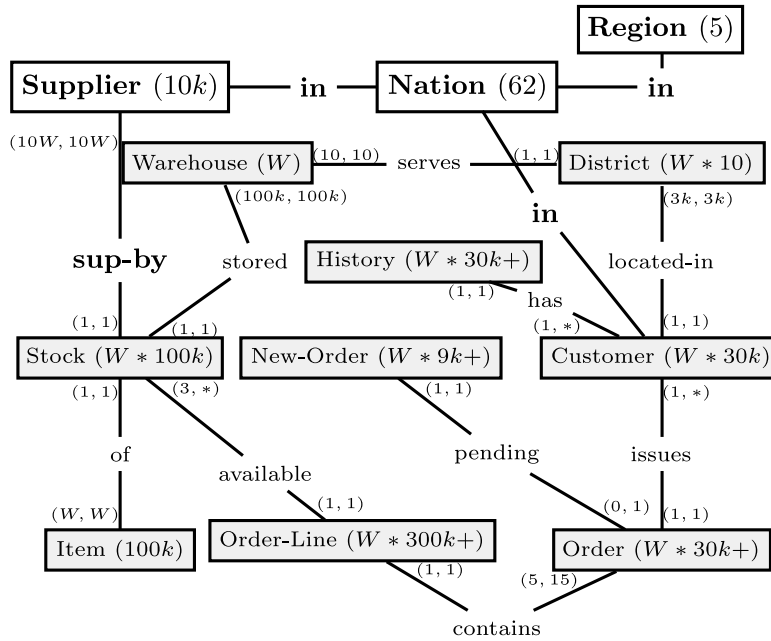 Region (5)
Supplier (10k)
in
Nation (62)
in
(10W, 10W)
Warehouse (W)
(10, 10)
serves
(1, 1)
District (W * 10)
(100k, 100k)
(3k, 3k)
in
sup-by
stored
History (W * 30k+)
located-in
(1, 1)
has
(1, 1)
(1, 1)
(1, *)
(1, 1)
Stock (W * 100k)
New-Order (W * 9k+)
Customer (W * 30k)
(1, 1)
(3, *)
(1, 1)
(1, *)
of
available
pending
issues
(W, W)
(1, 1)
(0, 1)
(1, 1)
Item (100k)
Order-Line (W * 300k+)
Order (W * 30k+)
(1, 1)
(5, 15)
contains